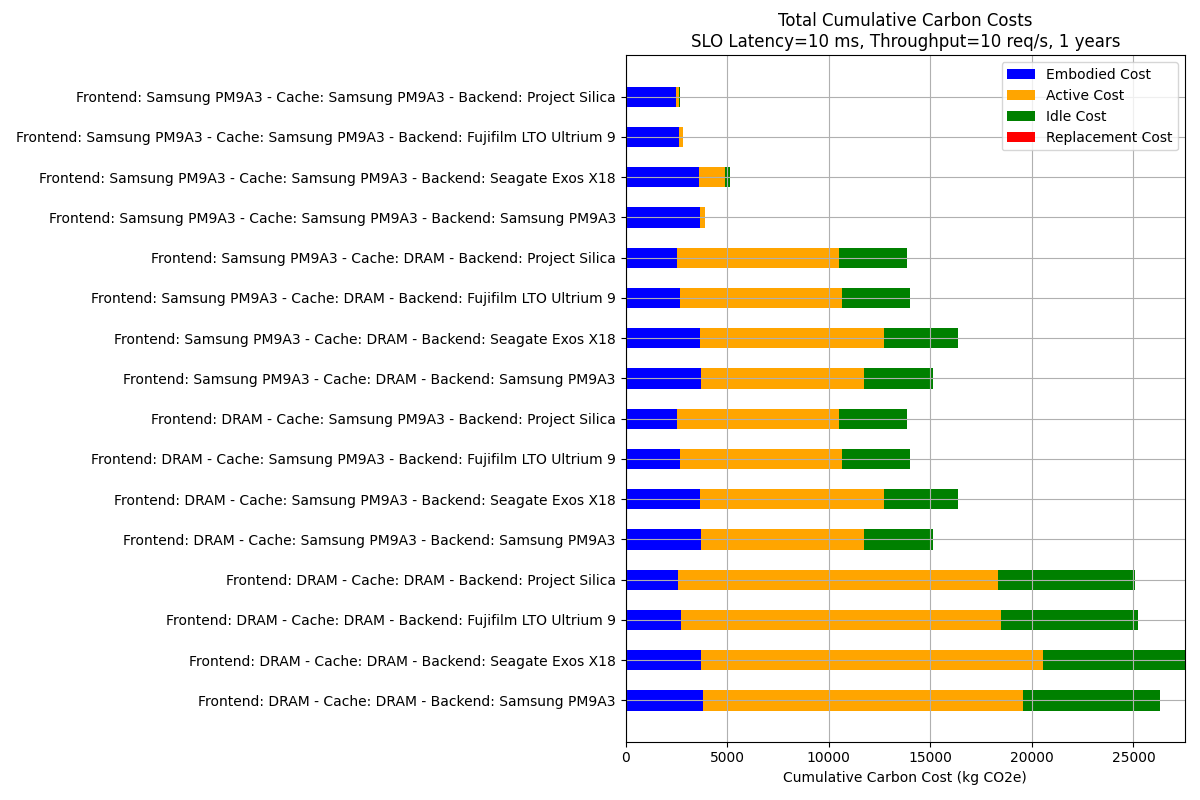 Total Cumulative Carbon Costs
SLO Latency=10 ms, Throughput=10 req/s, 1 years
Embodied Cost
Active Cost
Idle Cost
Replacement Cost
Frontend: Samsung PM9A3 - Cache: Samsung PM9A3 - Backend: Project Silica
Frontend: Samsung PM9A3 - Cache: Samsung PM9A3 - Backend: Fujifilm LTO Ultrium 9
Frontend: Samsung PM9A3 - Cache: Samsung PM9A3 - Backend: Seagate Exos X18
Frontend: Samsung PM9A3 - Cache: Samsung PM9A3 - Backend: Samsung PM9A3
Frontend: Samsung PM9A3 - Cache: DRAM - Backend: Project Silica
Frontend: Samsung PM9A3 - Cache: DRAM - Backend: Fujifilm LTO Ultrium 9
Frontend: Samsung PM9A3 - Cache: DRAM - Backend: Seagate Exos X18
Frontend: Samsung PM9A3 - Cache: DRAM - Backend: Samsung PM9A3
Frontend: DRAM - Cache: Samsung PM9A3 - Backend: Project Silica
Frontend: DRAM - Cache: Samsung PM9A3 - Backend: Fujifilm LTO Ultrium 9
Frontend: DRAM - Cache: Samsung PM9A3 - Backend: Seagate Exos X18
Frontend: DRAM - Cache: Samsung PM9A3 - Backend: Samsung PM9A3
Frontend: DRAM - Cache: DRAM - Backend: Project Silica
Frontend: DRAM - Cache: DRAM - Backend: Fujifilm LTO Ultrium 9
Frontend: DRAM - Cache: DRAM - Backend: Seagate Exos X18
Frontend: DRAM - Cache: DRAM - Backend: Samsung PM9A3
0 5000 10000 15000 20000 25000
Cumulative Carbon Cost (kg CO2e)